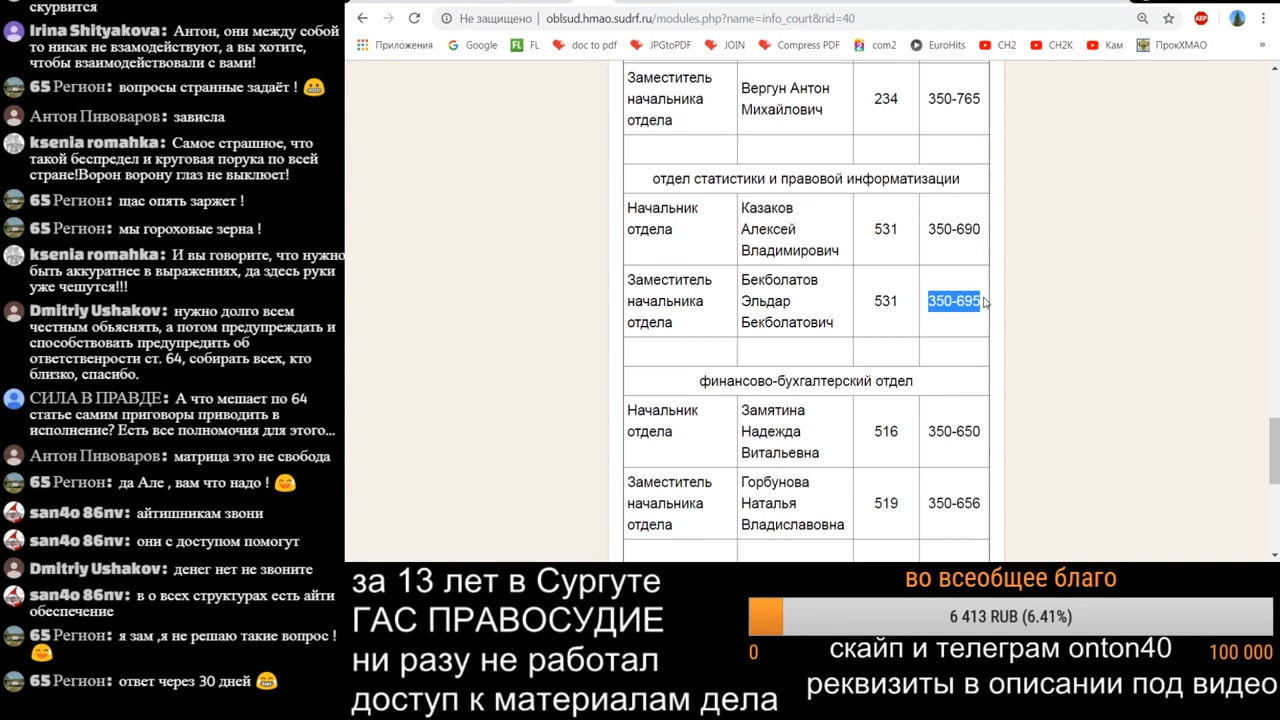 скурвится
Irina Shityakova: Антон, они между собой
то никак не взамодействуют, а вы хотите,
чтобы взаимодействовали с вами!
65 Регион: вопросы странные задаёт !
Антон Пивоваров: зависла
ksenia romahka: Самое страшное, что
такой беспредел и круговая порука по всей
стране!Ворон ворону глаз не выклюет!
65 Регион: щас опять заржет !
65 Регион: мы гороховые зерна !
ksenia romahka: И вы говорите, что нужно
быть аккуратнее в выражениях, да здесь руки
уже чешутся!!!
Dmitriy Ushakov: нужно долго всем
честным обьяснять, а потом предупреждать и
способствовать предупредить об
ответственрости ст. 64, собирать всех, кто
близко, спасибо.
СИЛА В ПРАВДЕ: А что мешает по 64
статье самим приговоры приводить в
исполнение? Есть все полномочия для этого...
Антон Пивоваров: матрица это не свобода
65 Регион: да Але , вам что надо !
san4o 86nv: айтишникам звони
san4o 86nv: они с доступом помогут
Dmitriy Ushakov: денег нет не звоните
san4o 86nv: в о всех структурах есть айти
обеспечение
65 Регион: я зам ,я не решаю такие вопрос !
65 Регион: ответ через 30 дней
Не защищено | oblsud.hmao.sudrf.ru/modules.php?name=info_court&rid=40
ABP
Приложения Google FL FL doc to pdf JPGtoPDF JOIN Compress PDF com2 EuroHits CH2 CH2K Кам ПрокХМАО »
Заместитель
начальника
отдела
Вергун Антон
Михайлович
234
350-765
отдел статистики и правовой информатизации
Начальник
отдела
Казаков
Алексей
Владимирович
531
350-690
Заместитель
начальника
отдела
Бекболатов
Эльдар
Бекболатович
531
350-695
финансово-бухгалтерский отдел
Начальник
отдела
Замятина
Надежда
Витальевна
516
350-650
Заместитель
начальника
отдела
Горбунова
Наталья
Владиславовна
519
350-656
за 13 лет в Сургуте
ГАС ПРАВОСУДИЕ
ни разу не работал
доступ к материалам дела
во всеобщее благо
6 413 RUB (6.41%)
0
100 000
скайп и телеграм onton40
реквизиты в описании под видео